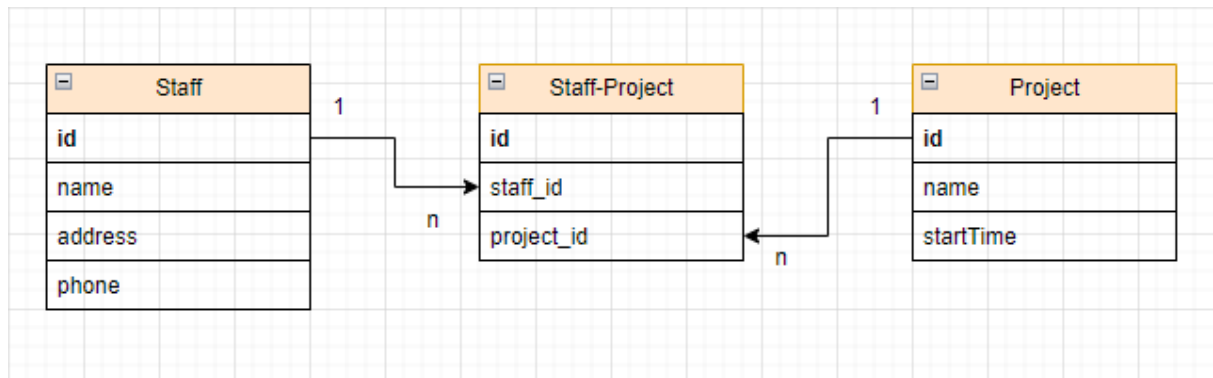 Staff
id
name
address
phone
1
n
Staff-Project
id
staff_id
project_id
1
n
Project
id
name
startTime